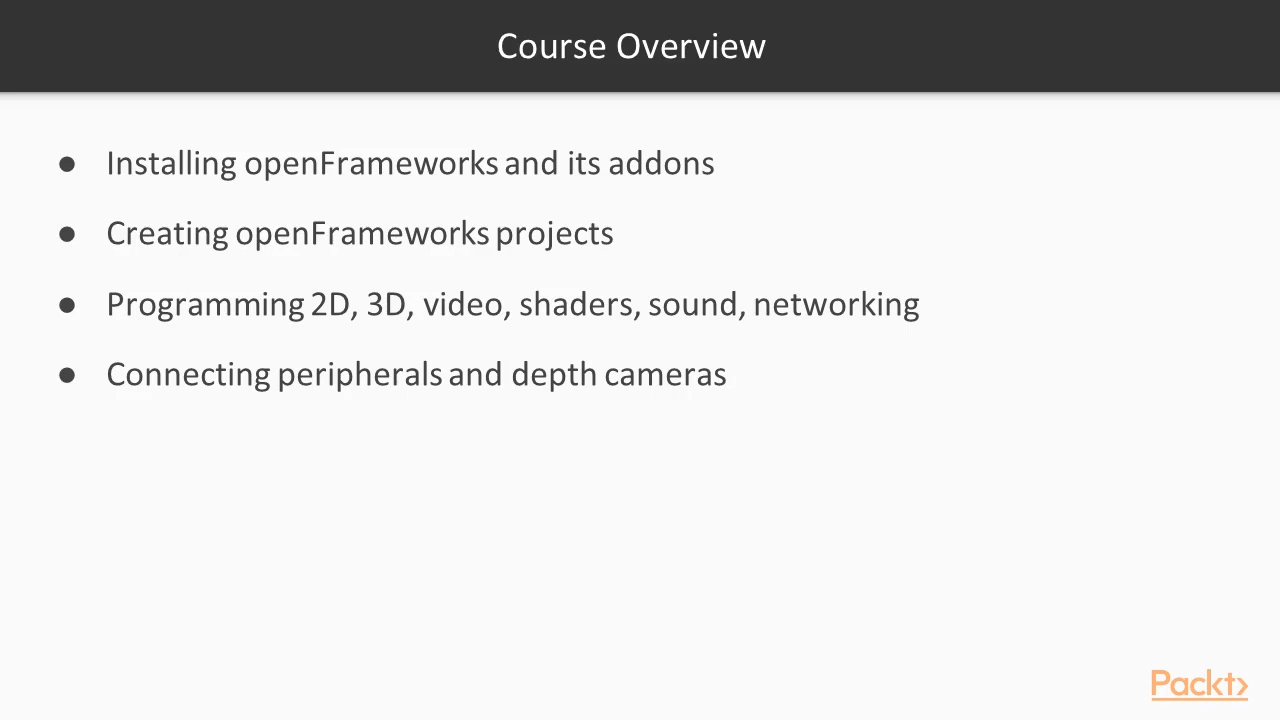 Course Overview
● Installing openFrameworks and its addons
● Creating openFrameworks projects
● Programming 2D, 3D, video, shaders, sound, networking
● Connecting peripherals and depth cameras
Packt›